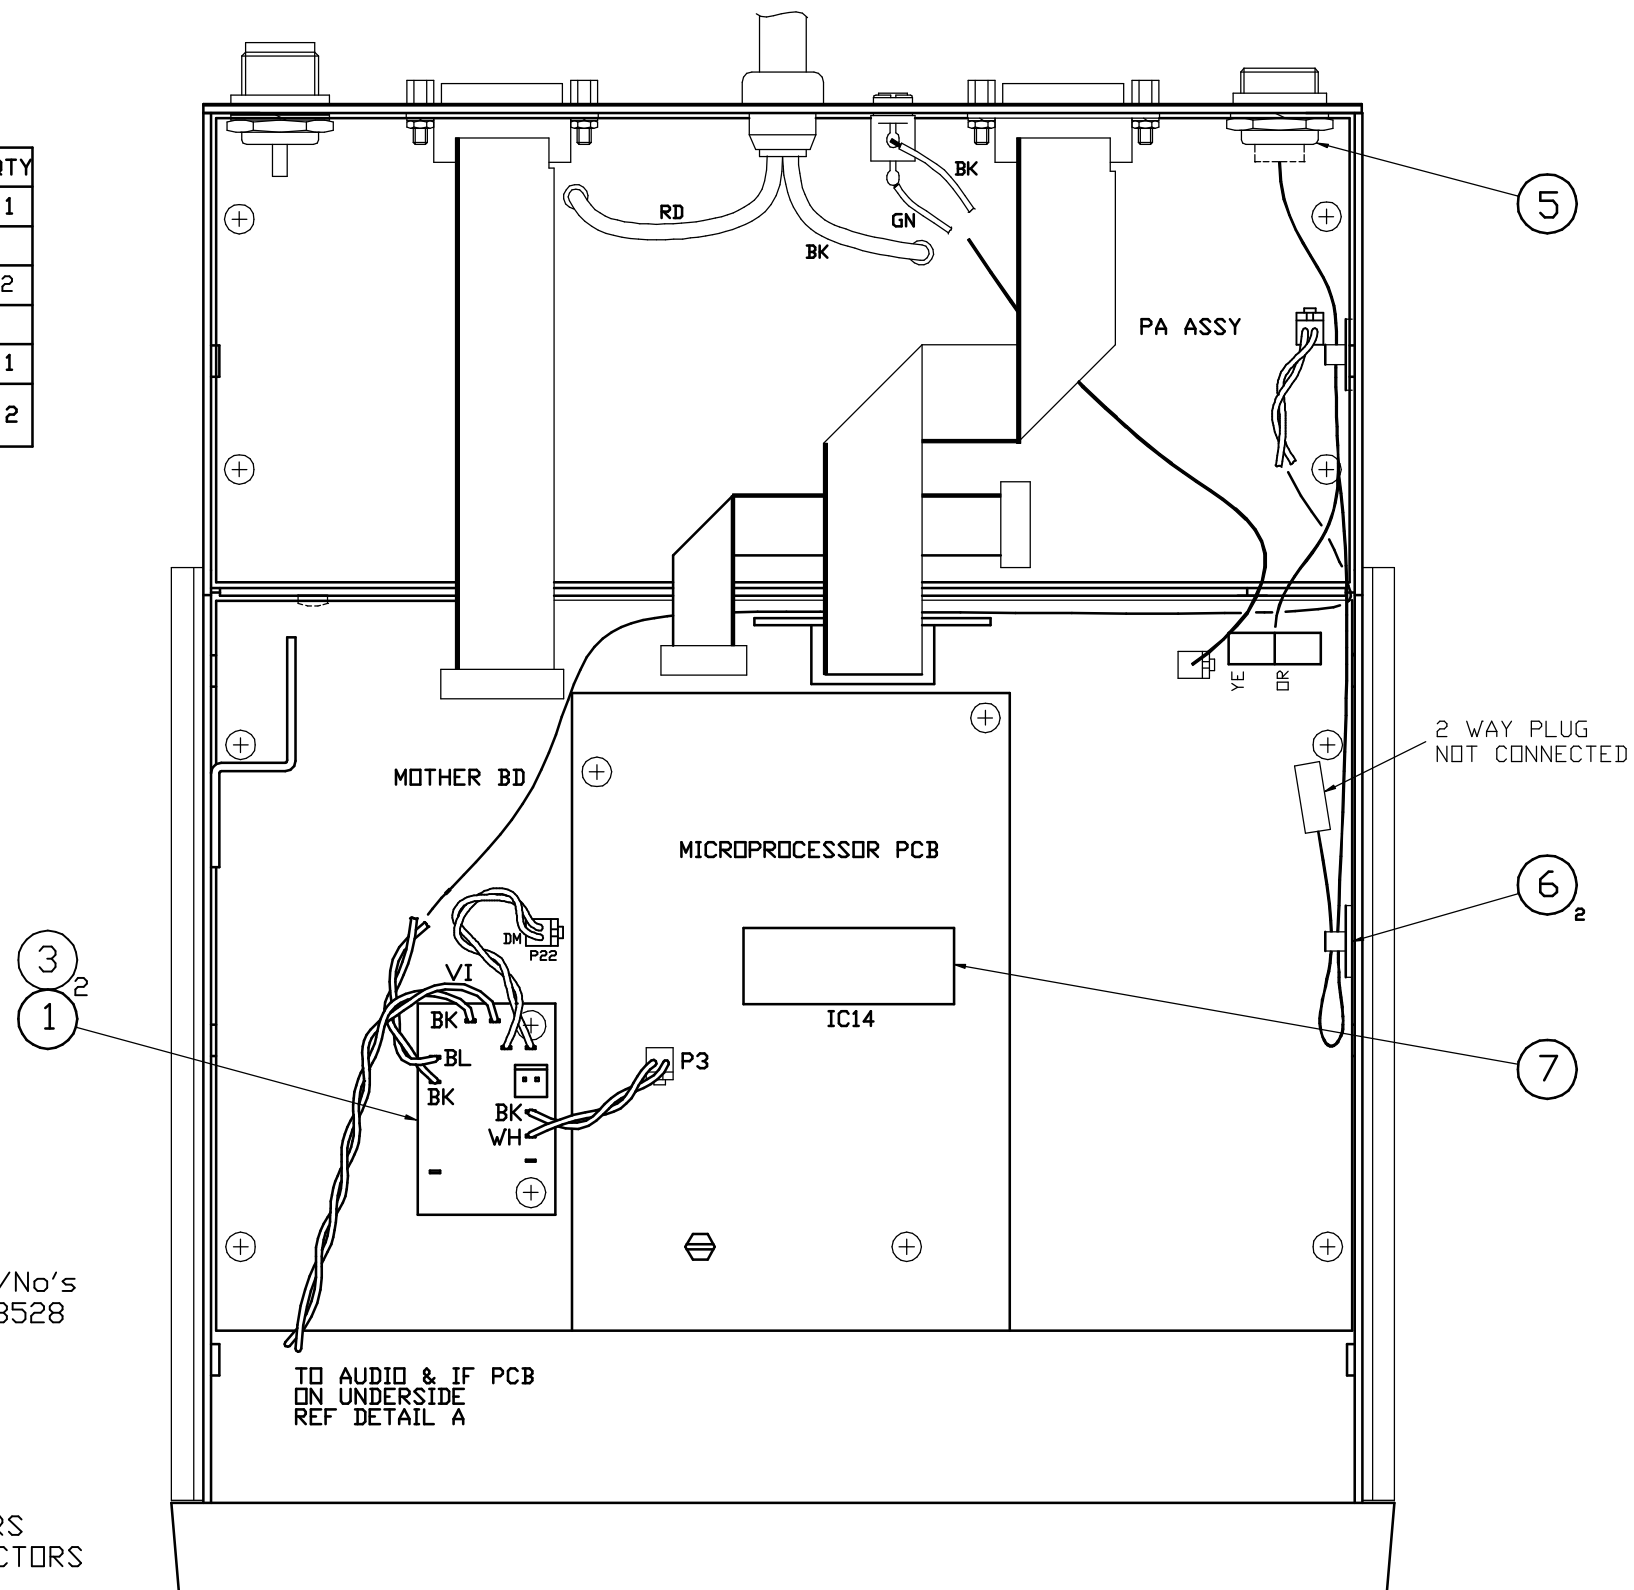 QTY
1
2
1
2
BK
RD
GN
BK
PA ASSY
5
YE
OR
2 WAY PLUG
NOT CONNECTED
MOTHER BD
MICROPROCESSOR PCB
6
2
DM
P22
3
2
VI
1
BK
IC14
BL
P3
7
BK
BK
WH
/No's
3528
TO AUDIO & IF PCB
ON UNDERSIDE
REF DETAIL A
RS
CTORS